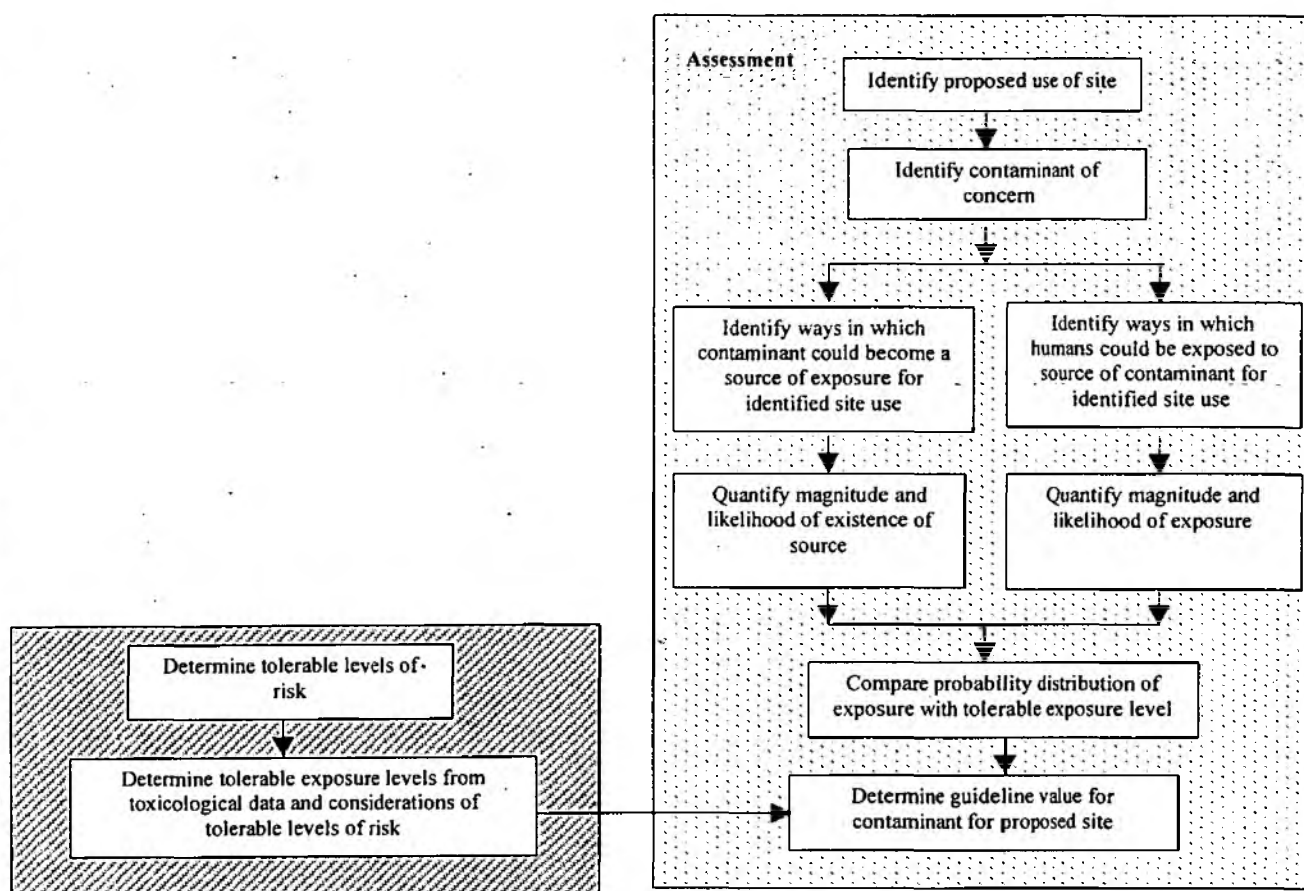 Assessment
Identify proposed use of site
Identify contaminant of
concern
Identify ways in which
contaminant could become a
source of exposure for
identified site use
Identify ways in which
humans could be exposed to
source of contaminant for
identified site use
Quantify magnitude and
likelihood of existence of
source
Quantify magnitude and
likelihood of exposure
Determine tolerable levels of
risk
Determine tolerable exposure levels from
toxicological data and considerations of
tolerable levels of risk
Compare probability distribution of
exposure with tolerable exposure level
Determine guideline value for
contaminant for proposed site